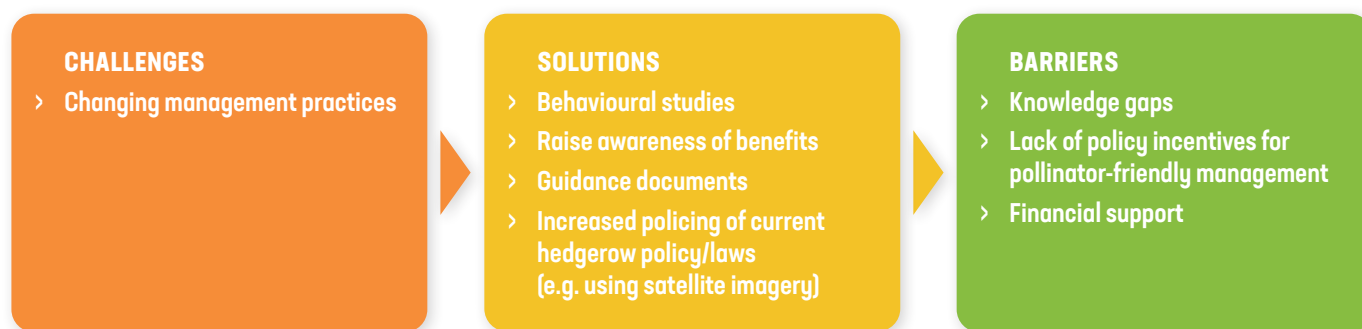 CHALLENGES
› Changing management practices
SOLUTIONS
› Behavioural studies
› Raise awareness of benefits
› Guidance documents
› Increased policing of current
hedgerow policy/laws
(e.g. using satellite imagery)
BARRIERS
› Knowledge gaps
› Lack of policy incentives for
pollinator-friendly management
› Financial support